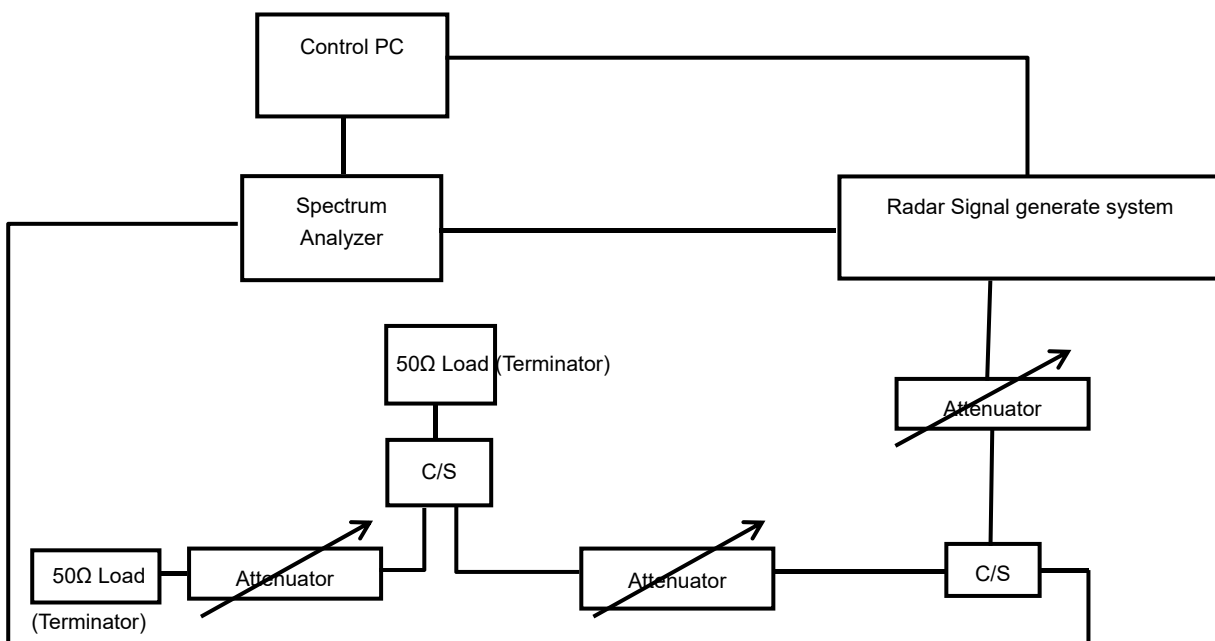 Control PC
Spectrum
Analyzer
Radar Signal generate system
50Ω Load (Terminator)
Attenuator
C/S
50Ω Load
(Terminator)
Attenuator
Attenuator
C/S